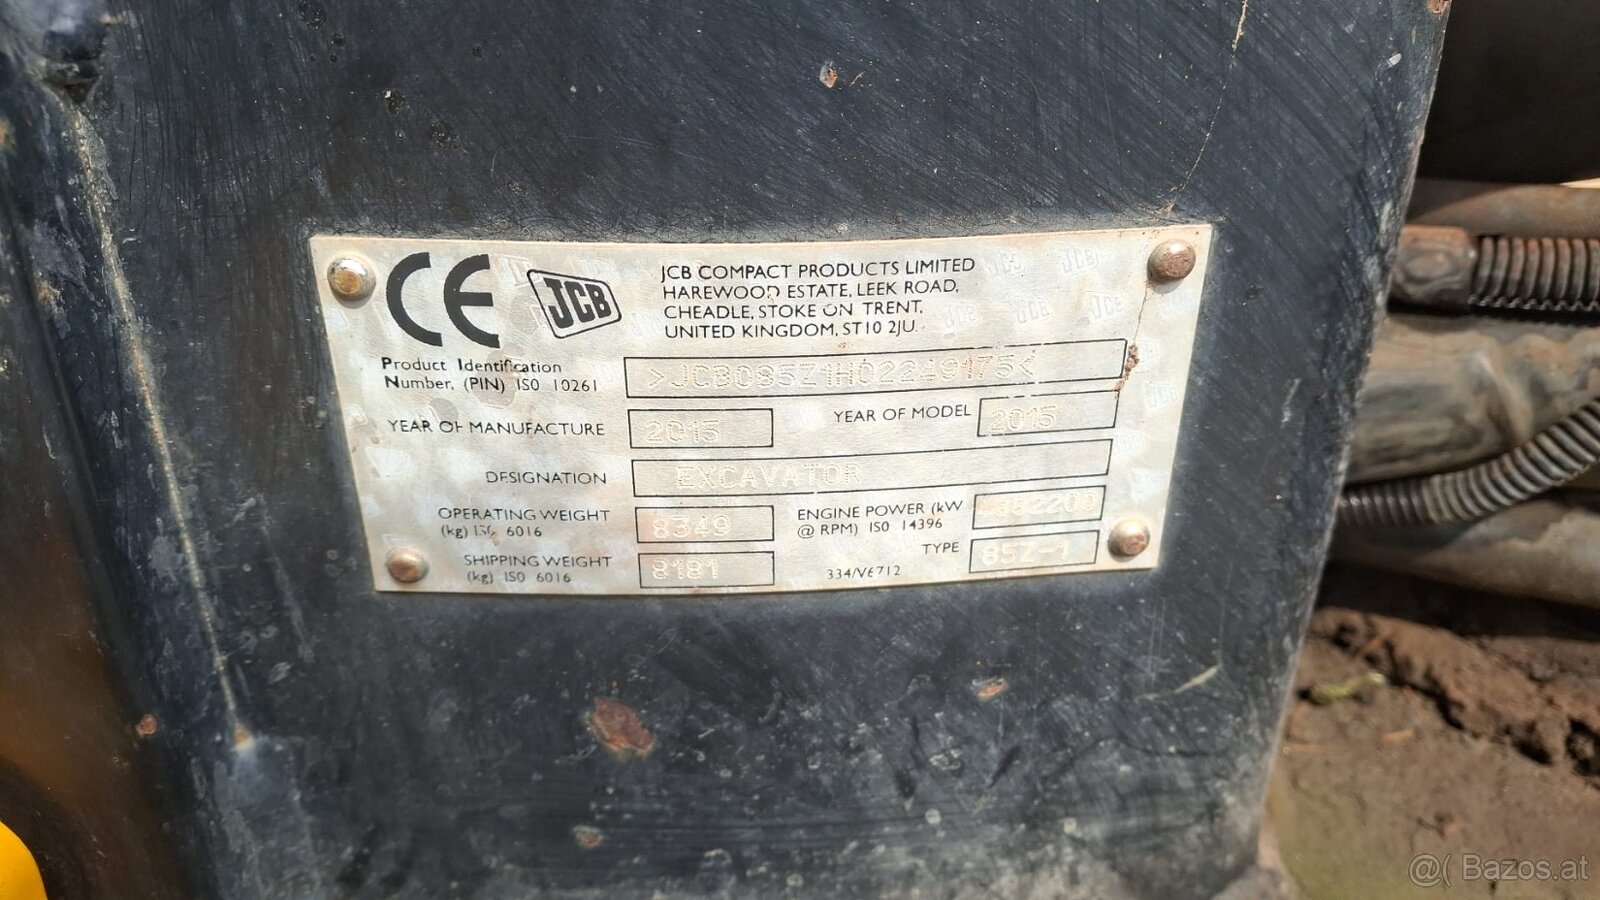 CE JCB
JCB COMPACT PRODUCTS LIMITED
HAREWOOD ESTATE, LEEK ROAD,
CHEADLE, STOKE ON TRENT,
UNITED KINGDOM, ST10 2JU.
Product Identification
Number. (PIN) ISO 10261 >JCB085Z1H02249175<
YEAR OF MANUFACTURE 2015 YEAR OF MODEL 2015
DESIGNATION EXCAVATOR
OPERATING WEIGHT
(kg) ISO 6016 8349
ENGINE POWER (kW
@ RPM) ISO 14396
SHIPPING WEIGHT
(kg) ISO 6016 8181
334/V6712
TYPE 85Z-1
@( Bazos.at